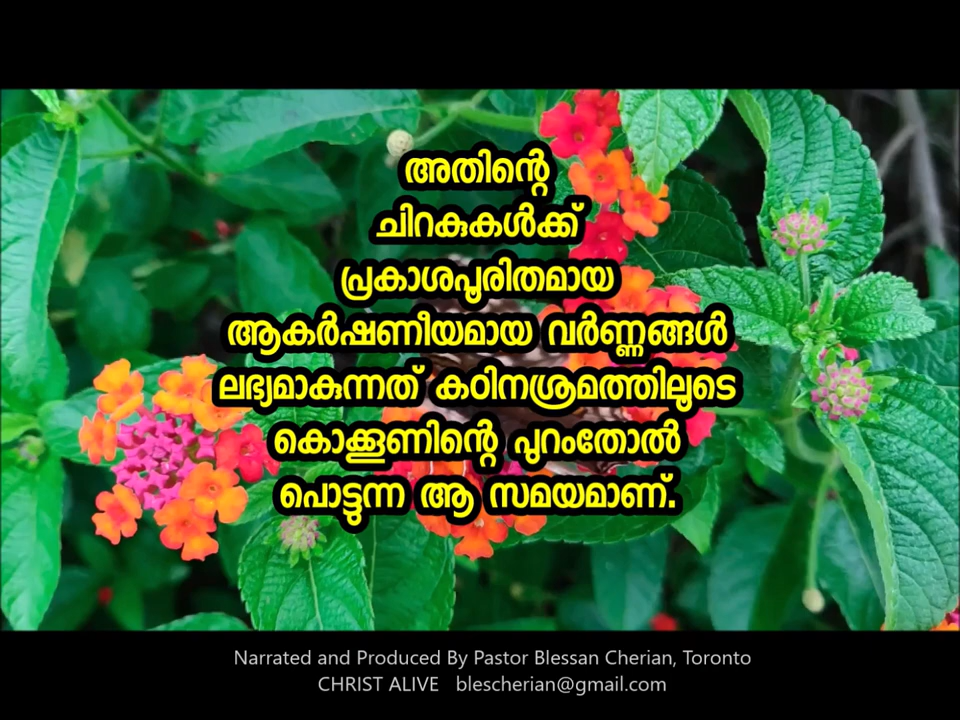 അതിന്റെ
ചിറകുകൾക്ക്
പ്രകാശപൂരിതമായ
ആകർഷണീയമായ വർണ്ണങ്ങൾ
ലഭ്യമാകുന്നത് കഠിനശ്രമത്തിലൂടെ
കൊക്കൂണിന്റെ പുറംതോൽ
പൊട്ടുന്ന ആ സമയമാണ്.
Narrated and Produced By Pastor Blessan Cherian, Toronto
CHRIST ALIVE blescherian@gmail.com